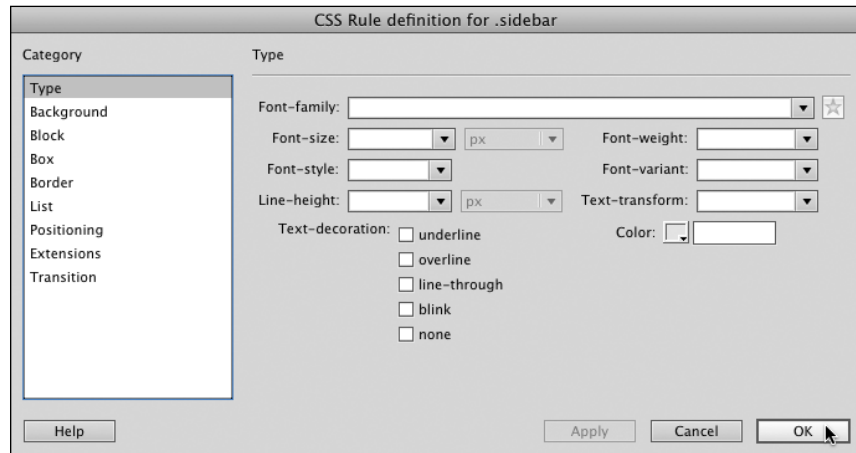 CSS Rule definition for .sidebar
Category
Type
Background
Block
Box
Border
List
Positioning
Extensions
Transition
Type
Font-family:
Font-size: px Font-weight:
Font-style: Font-variant:
Line-height: px Text-transform:
Text-decoration: underline Color:
overline
line-through
blink
none
Help Apply Cancel OK